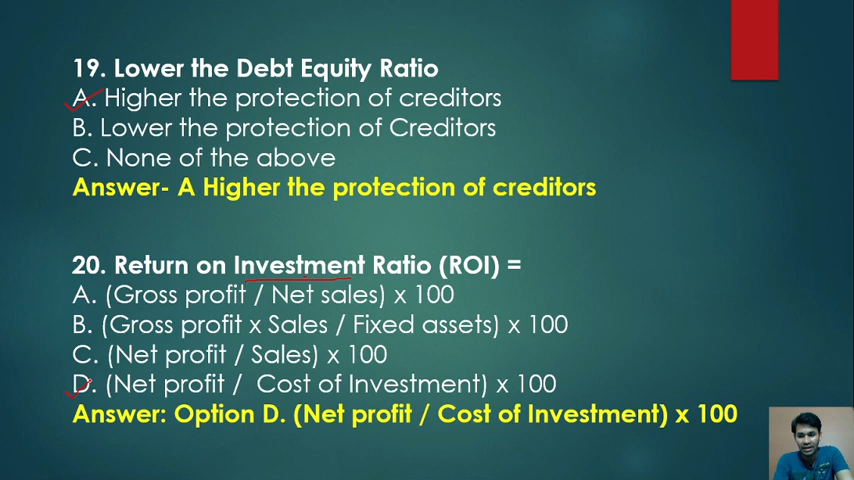 19. Lower the Debt Equity Ratio
A. Higher the protection of creditors
B. Lower the protection of Creditors
C. None of the above
Answer- A Higher the protection of creditors
20. Return on Investment Ratio (ROI) =
A. (Gross profit / Net sales) x 100
B. (Gross profit x Sales / Fixed assets) x 100
C. (Net profit / Sales) x 100
D. (Net profit / Cost of Investment) x 100
Answer: Option D. (Net profit / Cost of Investment) x 100